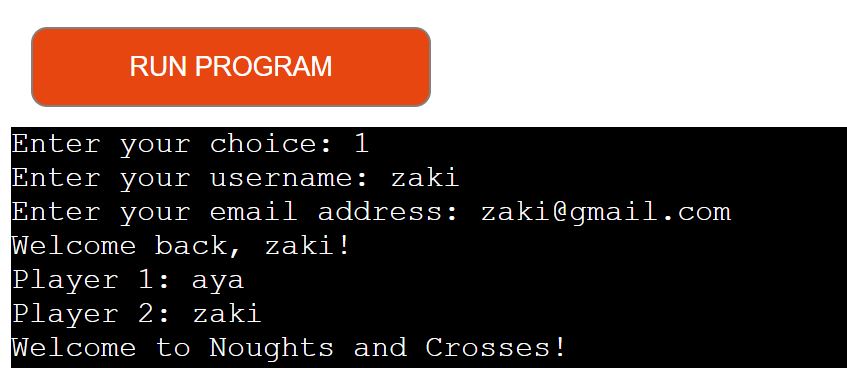 RUN PROGRAM
Enter your choice: 1
Enter your username: zaki
Enter your email address: zaki@gmail.com
Welcome back, zaki!
Player 1: aya
Player 2: zaki
Welcome to Noughts and Crosses!